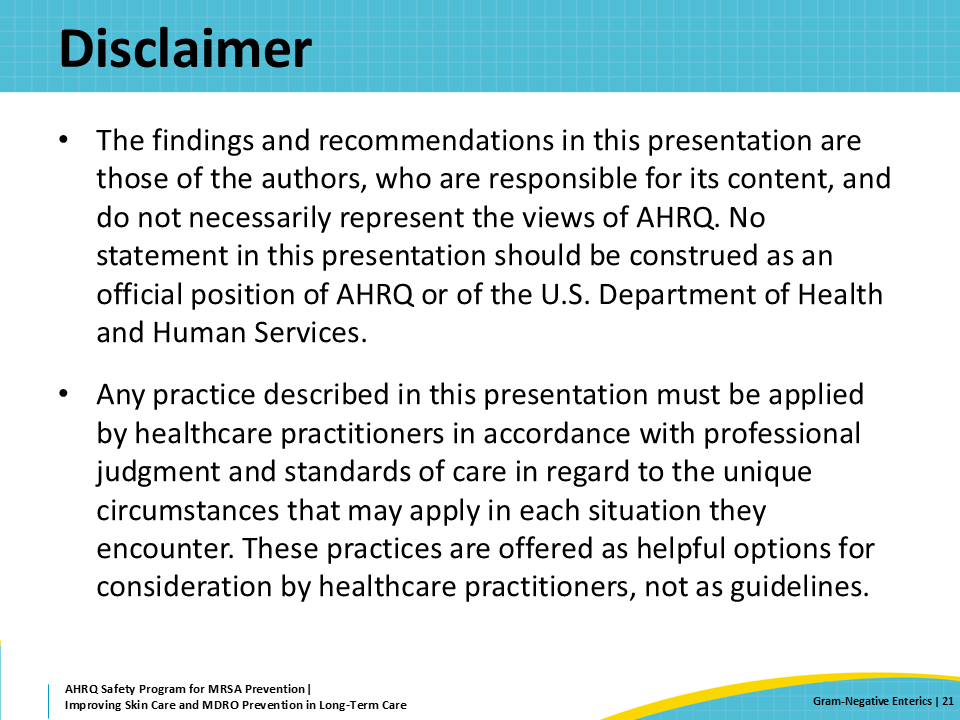 Disclaimer
• The findings and recommendations in this presentation are
those of the authors, who are responsible for its content, and
do not necessarily represent the views of AHRQ. No
statement in this presentation should be construed as an
official position of AHRQ or of the U.S. Department of Health
and Human Services.
• Any practice described in this presentation must be applied
by healthcare practitioners in accordance with professional
judgment and standards of care in regard to the unique
circumstances that may apply in each situation they
encounter. These practices are offered as helpful options for
consideration by healthcare practitioners, not as guidelines.
AHRQ Safety Program for MRSA Prevention|
Improving Skin Care and MDRO Prevention in Long-Term Care
Gram-Negative Enterics | 21